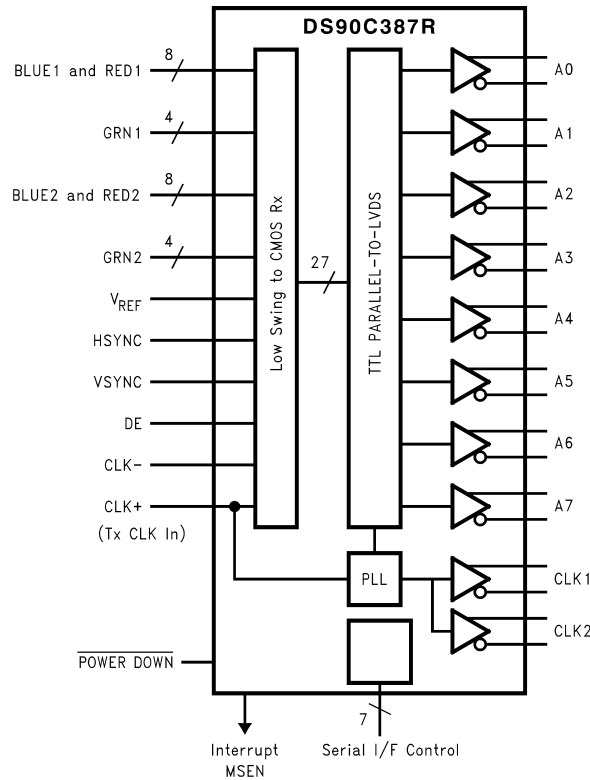 DS90C387R
8
BLUE1 and RED1
4
GRN1
8
BLUE2 and RED2
4
GRN2
VREF
HSYNC
VSYNC
DE
CLK-
CLK+
(Tx CLK In)
POWER DOWN
Low Swing to CMOS Rx
27
TTL PARALLEL-TO-LVDS
PLL
A0
A1
A2
A3
A4
A5
A6
A7
CLK1
CLK2
Interrupt
MSEN
7
Serial I/F Control